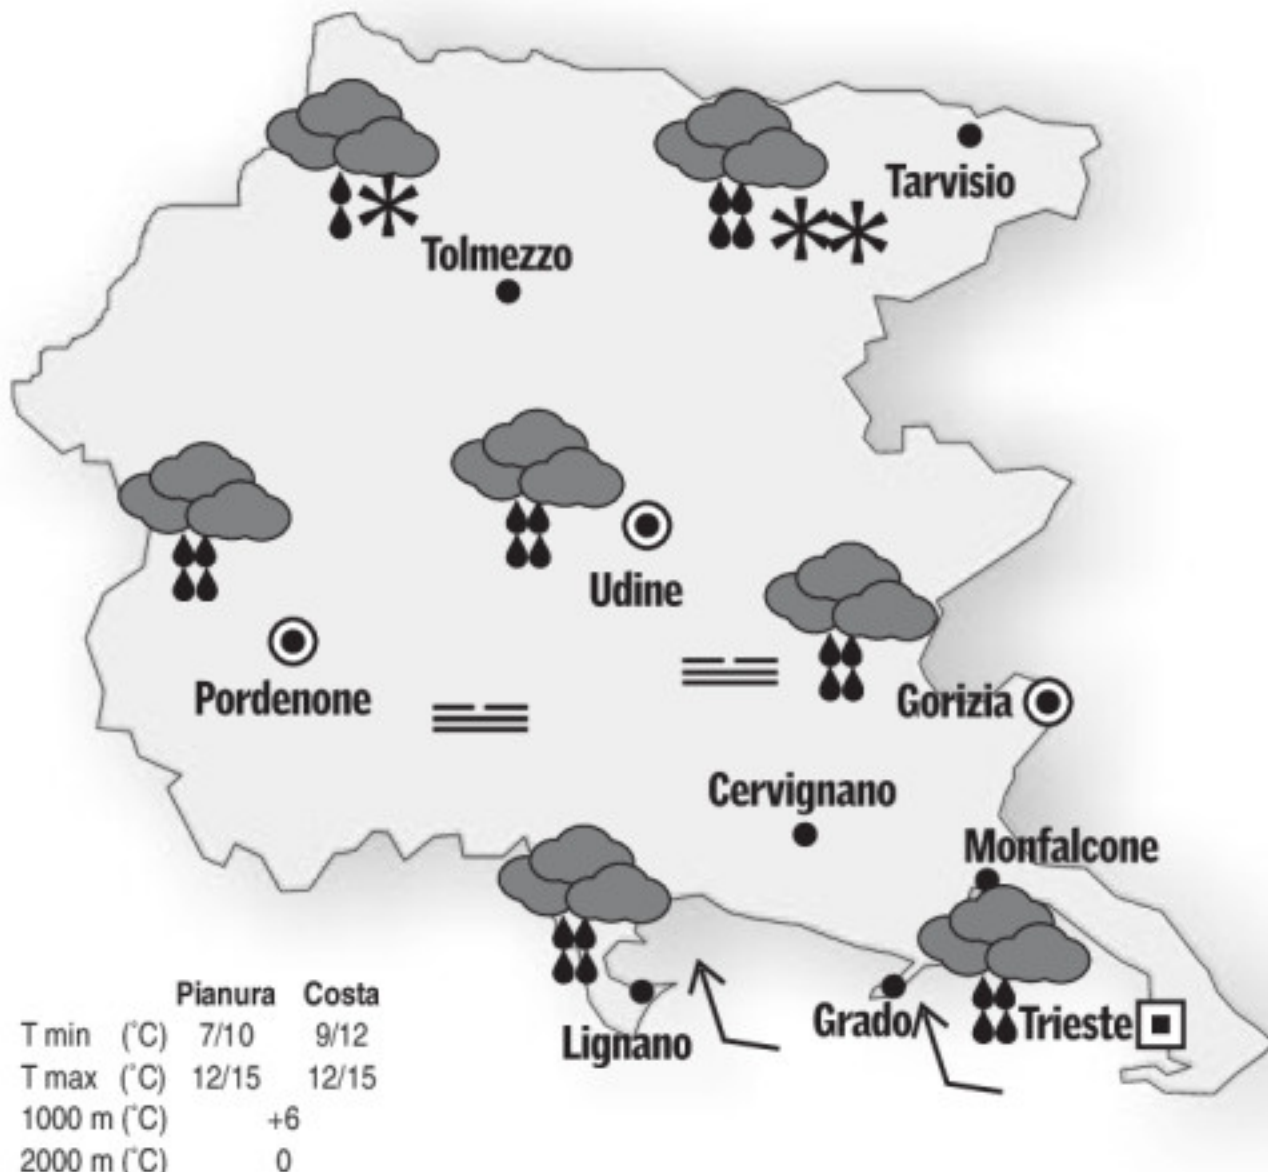 Tarvisio
Tolmezzo
Udine
Pordenone
Gorizia
Cervignano
Monfalcone
Lignano
Grado
Trieste
Pianura Costa
T min (°C) 7/10 9/12
T max (°C) 12/15 12/15
1000 m (°C) +6
2000 m (°C) 0